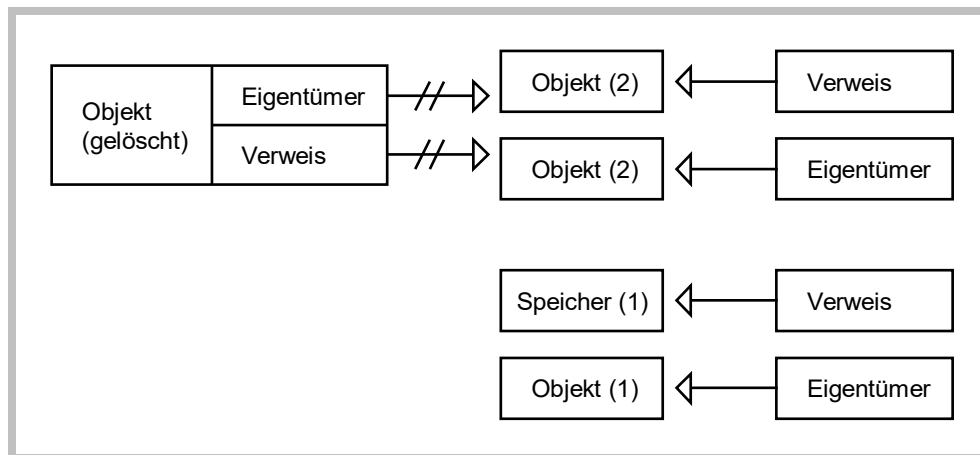 Objekt
(gelöscht)
Eigentümer
Verweis
Objekt (2)
Verweis
Objekt (2)
Eigentümer
Speicher (1)
Verweis
Objekt (1)
Eigentümer